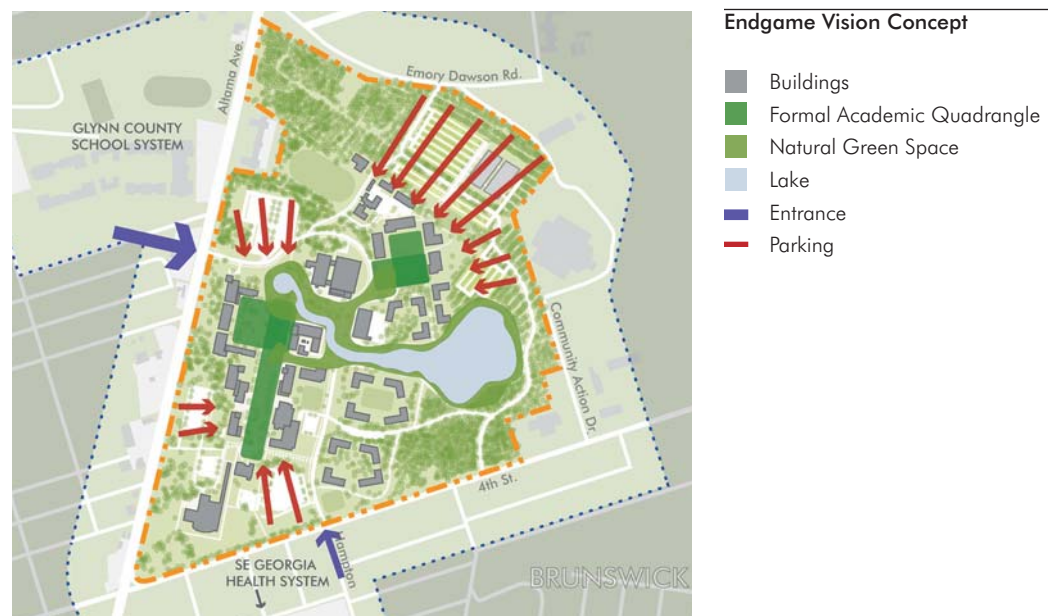 Altama Ave.
Emory Dawson Rd.
GLYNN COUNTY
SCHOOL SYSTEM
Community Action Dr.
4th St.
Hampton
SE GEORGIA
HEALTH SYSTEM
BRUNSWICK
Endgame Vision Concept
Buildings
Formal Academic Quadrangle
Natural Green Space
Lake
Entrance
Parking